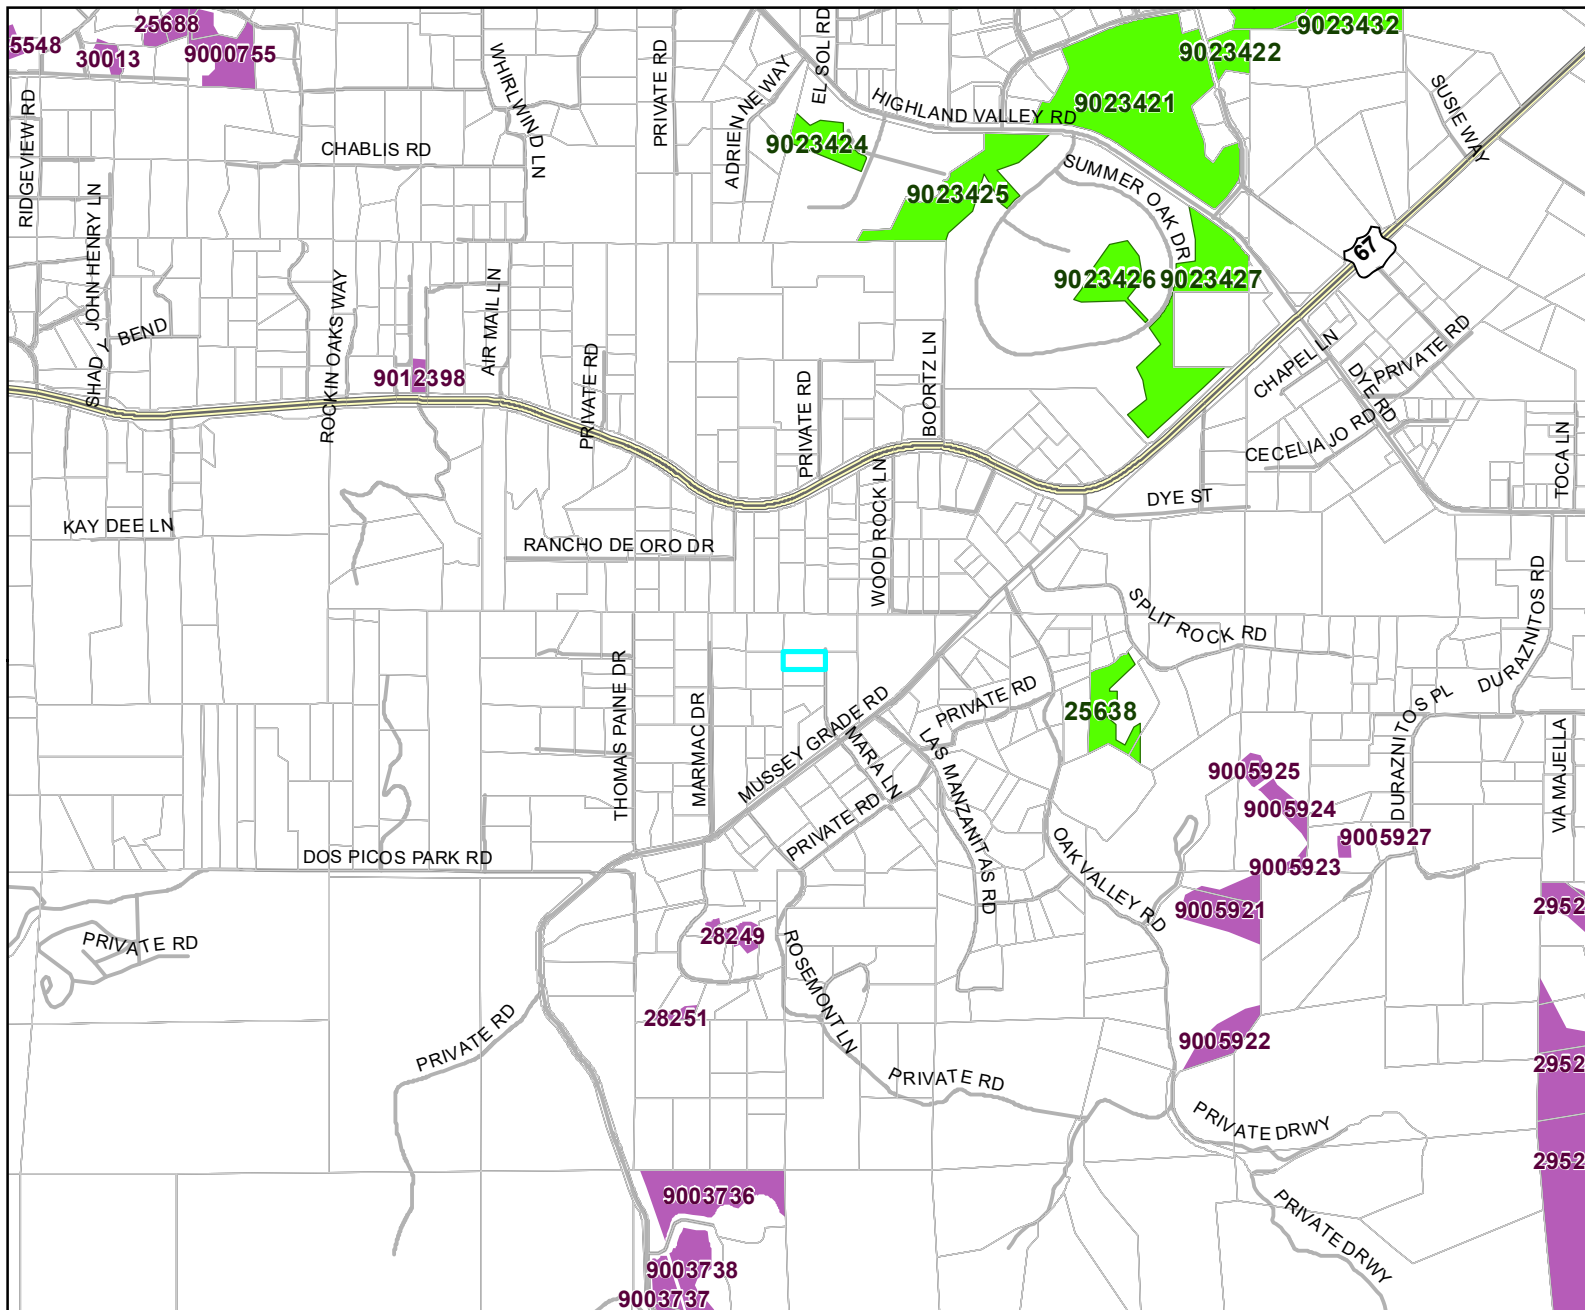 25688
9023432
5548
30013
9000755
9023422
WHIRLWIND LN
PRIVATE RD
EL SOL RD
ADRIENNE WAY
HIGHLAND VALLEY RD
9023421
SUSIE WAY
RIDGEVIEW RD
CHABLIS RD
9023424
SUMMER OAK DR
9023425
JOHN HENRY LN
67
9023426
9023427
ROCKIN OAKS WAY
AIR MAIL LN
SHADY BEND
9012398
PRIVATE RD
PRIVATE RD
BOORTZ LN
CHAPEL LN
PRIVATE RD
DYE RD
CECELIA JO RD
TOCA LN
WOOD ROCK LN
DYE ST
KAY DEE LN
RANCHO DE ORO DR
SPLIT ROCK RD
DURAZNITOS RD
THOMAS PAINE DR
MARMAC DR
MUSSEY GRADE RD
PRIVATE RD
25638
DURAZNITOS PL
MARA LN
LAS MANZANITAS RD
VIA MAJELLA
9005925
9005924
9005927
9005923
PRIVATE RD
OAK VALLEY RD
DOS PICOS PARK RD
9005921
2952
PRIVATE RD
28249
ROSEMONT LN
28251
PRIVATE RD
9005922
2952
PRIVATE RD
PRIVATE DRWY
2952
9003736
PRIVATE DRWY
9003738
9003737